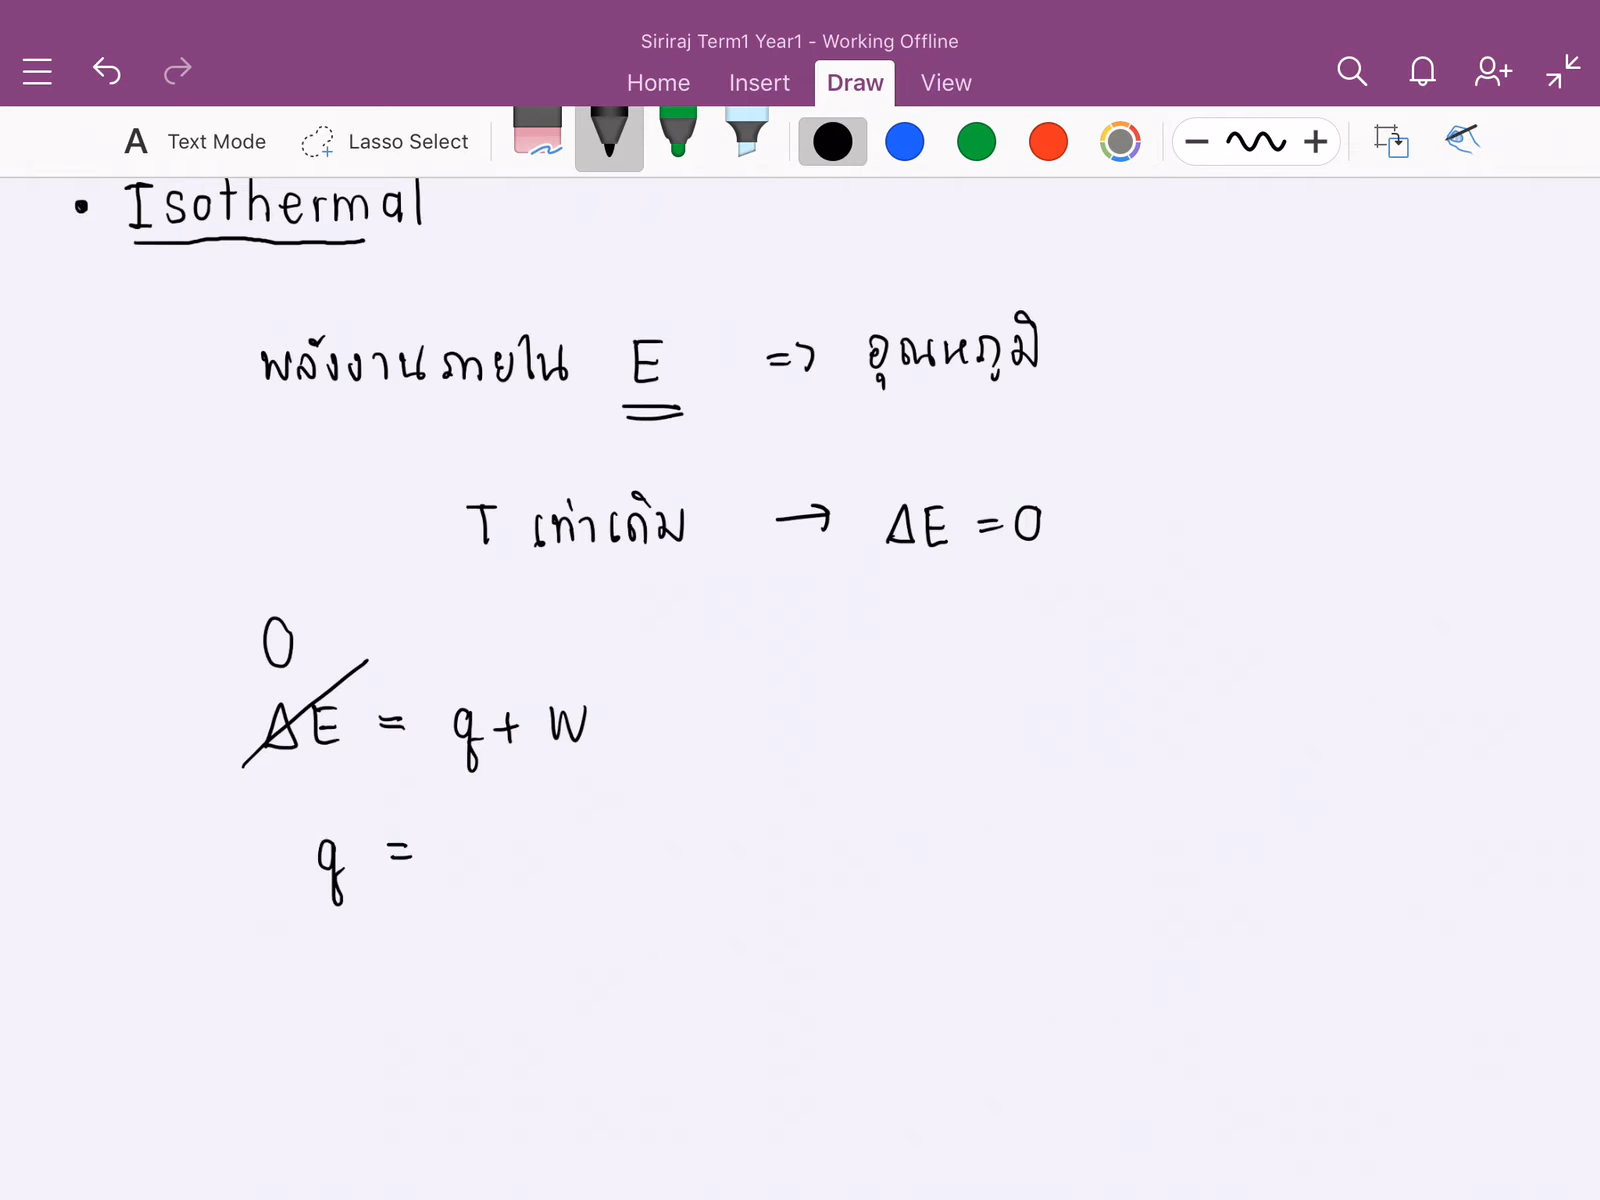 Siriraj Term1 Year1 - Working Offline
Home Insert Draw View
A Text Mode Lasso Select
• Isothermal
พลังงานภายใน E => อุณหภูมิ
T เท่าเดิม → ΔE = 0
0
ΔE = q + W
q =